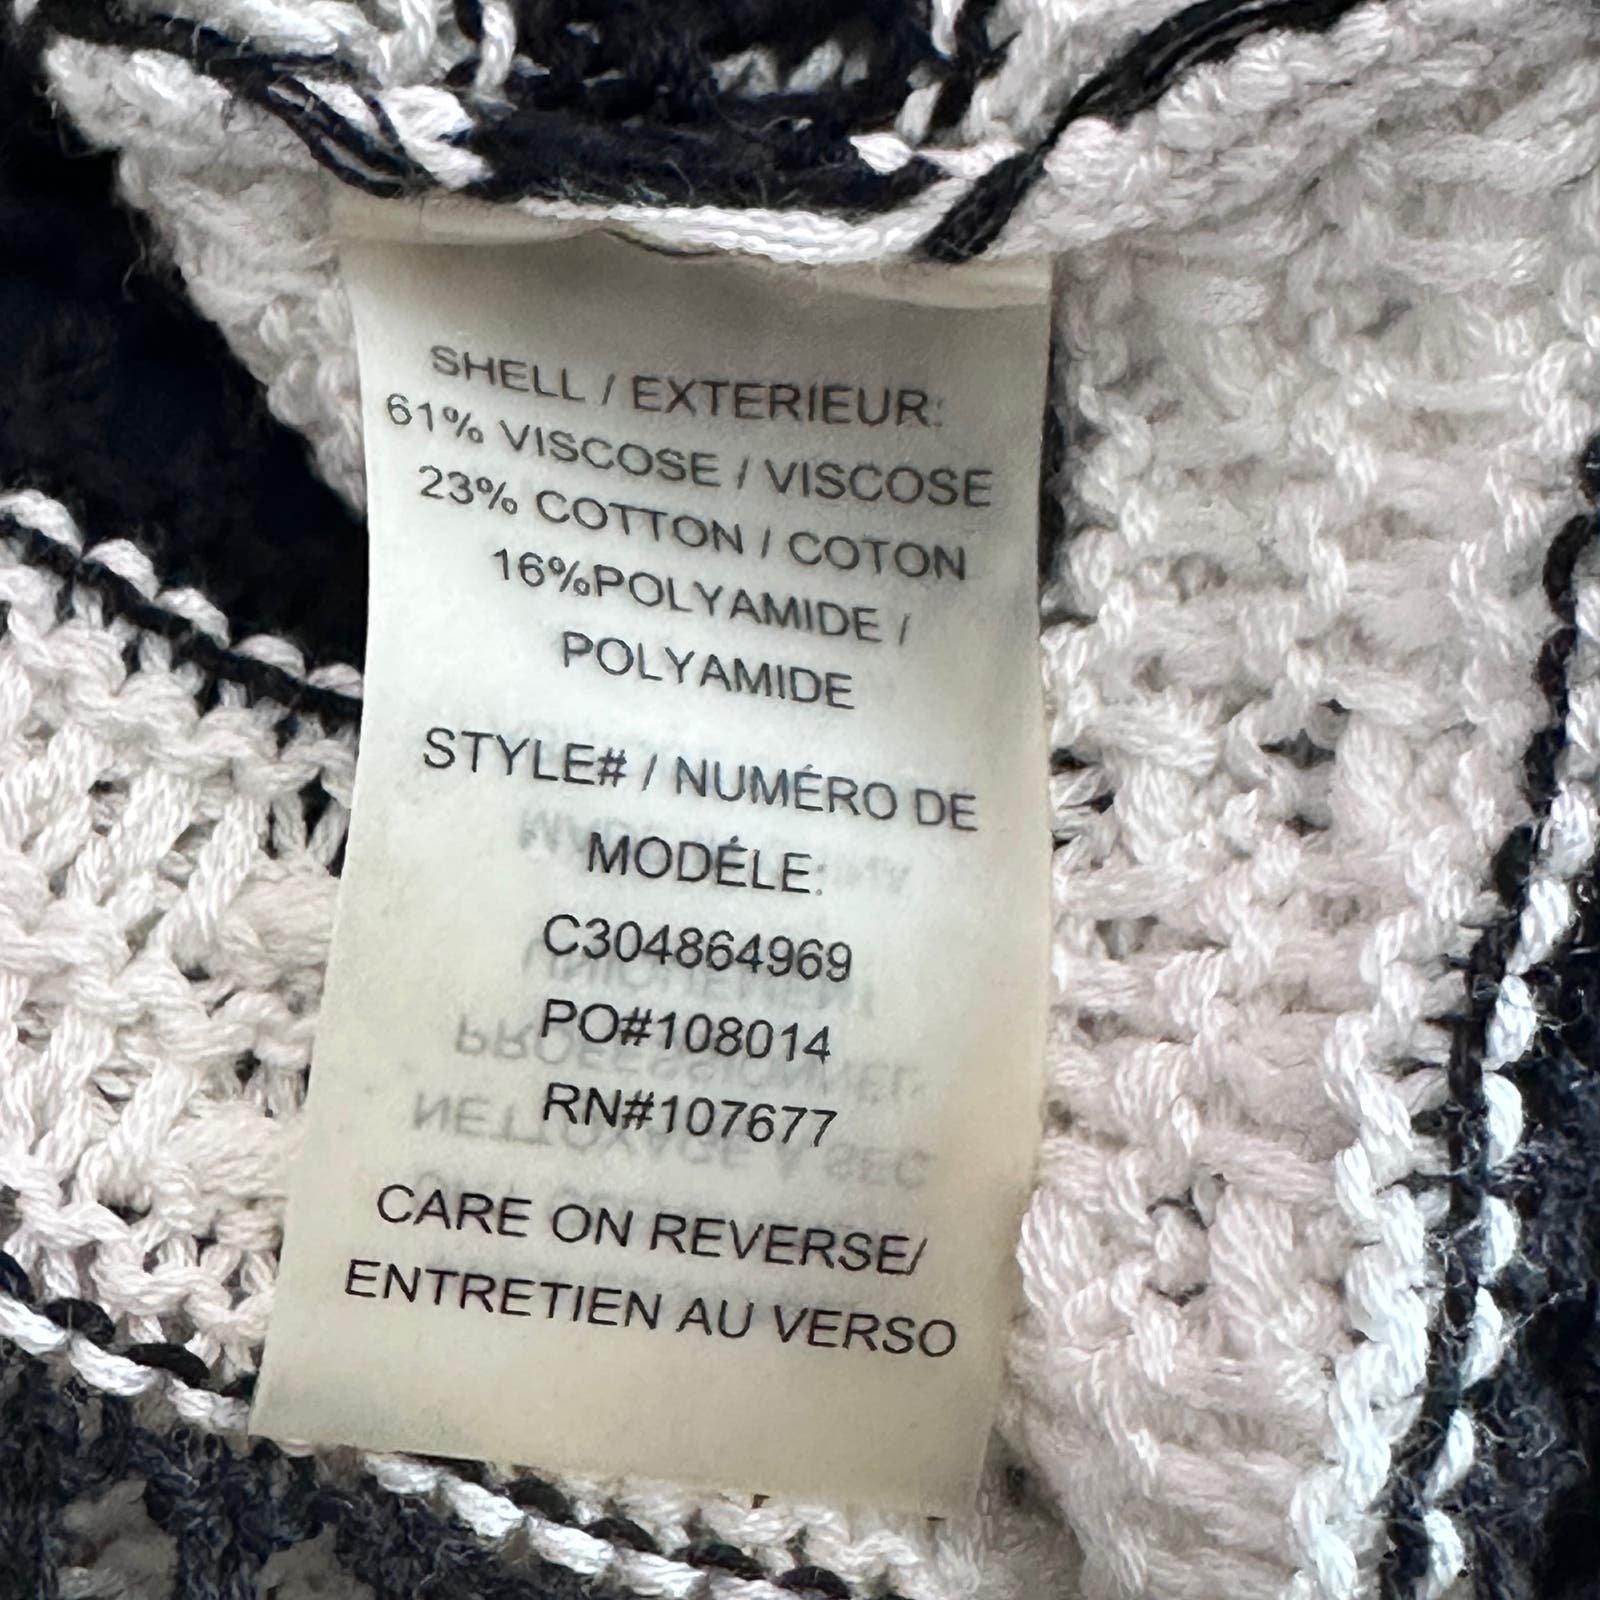 SHELL / EXTERIEUR:
61% VISCOSE / VISCOSE
23% COTTON / COTON
16%POLYAMIDE /
POLYAMIDE
STYLE# / NUMÉRO DE
MODÉLE:
C304864969
PO#108014
RN#107677
CARE ON REVERSE/
ENTRETIEN AU VERSO